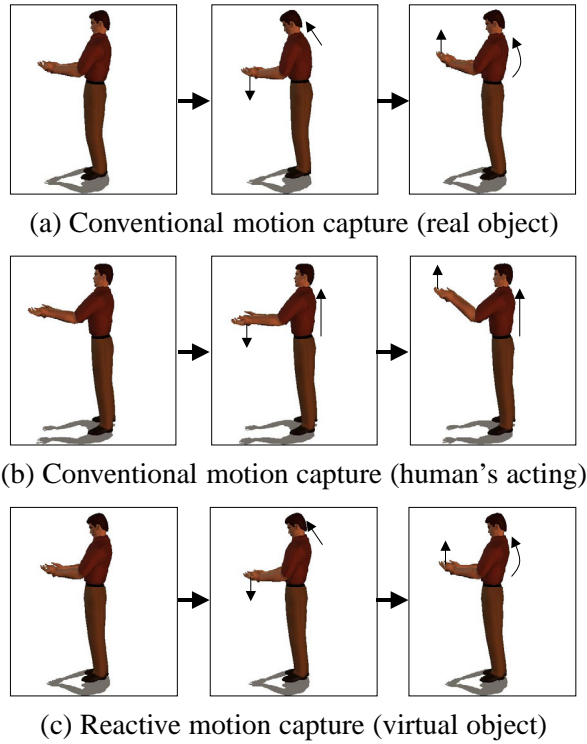 (a) Conventional motion capture (real object)
(b) Conventional motion capture (human's acting)
(c) Reactive motion capture (virtual object)